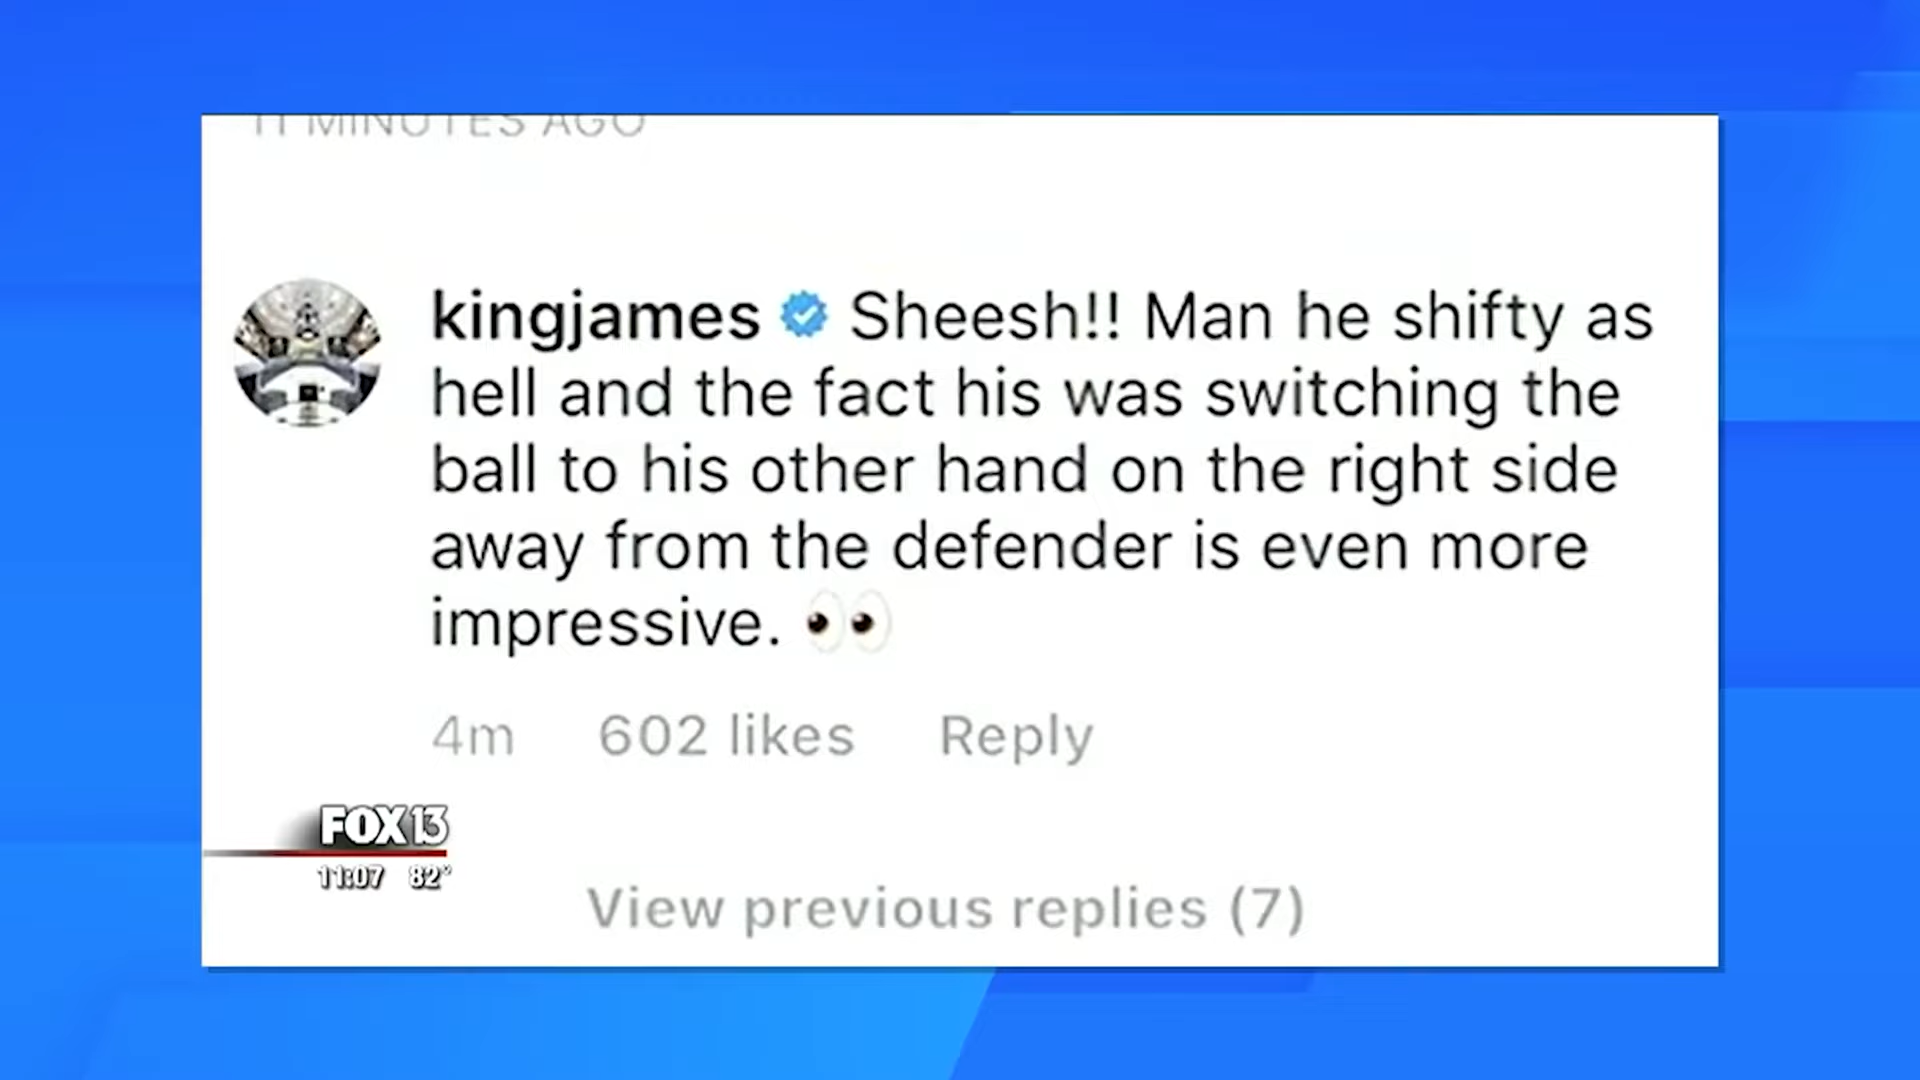 11 MINUTES AGO
kingjames Sheesh!! Man he shifty as
hell and the fact his was switching the
ball to his other hand on the right side
away from the defender is even more
impressive. 👀
4m 602 likes Reply
FOX 13
11:07 82°
View previous replies (7)